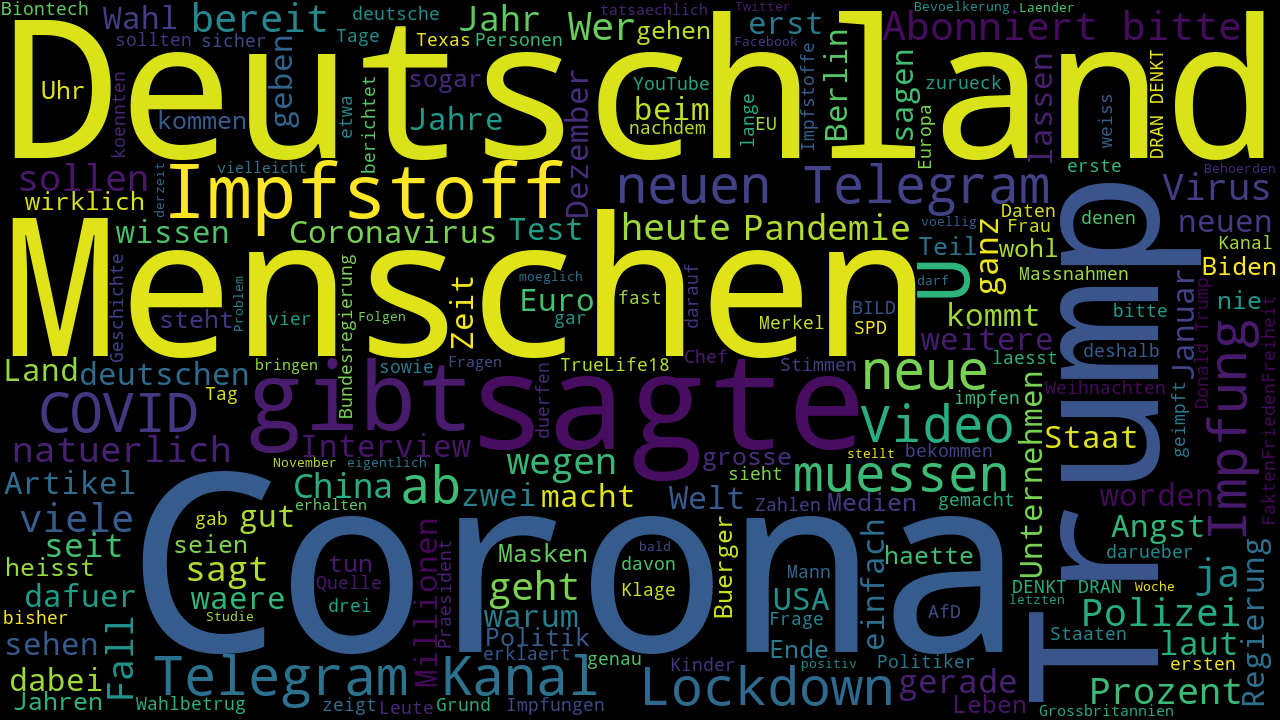 Biontech
Wahl
bereit
deutsche
Jahr
Wer
tatsaechlich
gehen
Twitter
Facebook
erst
Bevoelkerung
Laender
Abonniert bitte
sollten
sicher
Tage
Texas
Personen
Deutschland
Uhr
koennten
kommen
geben
etwa
berichtet
sogar
Jahre
Dezember
YouTube
beim
nachdem
lange
EU
Impfstoffe
Berlin
sagen
Europa
zurueck
lassen
weiss
DRAN DENKT
sollen
wirklich
derzeit
vielleicht
Impfstoff
neuen Telegram
erste
Behoerden
Virus
neuen
wissen
Coronavirus
Test
heute
Pandemie
voellig
Teil
ganz
Daten
Frau
wohl
denen
Kanal
Biden
Menschen
Geschichte
steht
Problem
vier
Bundesregierung
Folgen
Zeit
moeglich
Euro
gar
fast
darauf
Merkel
BILD
SPD
U
darf
Massnahmen
kommt
bitte
nie
weitere
Januar
Donald Trump
FaktenFriedenFreiheit
Trump
Land
deutschen
Tag
bringen
gibt
sowie
Fragen
sagte
duerfen
TrueLife18
Chef
Stimmen
neue
laesst
deshalb
Weihnachten
impfen
geimpft
Impfung
COVID
natuerlich
Interview
Video
Unternehmen
Staat
November
eigentlich
wegen
grosse
sieht
stellt
bekommen
Artikel
China
erhalten
ab
zwei
macht
Welt
Zahlen
Medien
muessen
gemacht
worden
viele
gab
gut
seit
seien
heisst
sagt
dafuer
waere
bisher
Studie
Corona
tun
Quelle
drei
Millionen
Praesident
Masken
geht
warum
bald
davon
Klage
Buerger
Mann
USA
Frage
einfach
haette
AfD
Angst
darueber
DENKT DRAN
Woche
letzten
ja
Polizei
Staaten
laut
Regierung
sehen
Fall
Politik
erklaert
genau
Kinder
Ende
positiv
Politiker
ersten
dabei
Telegram Kanal
Lockdown
gerade
Prozent
Jahren
Wahlbetrug
zeigt
Leute
Grund
Impfungen
Leben
Grossbritannien